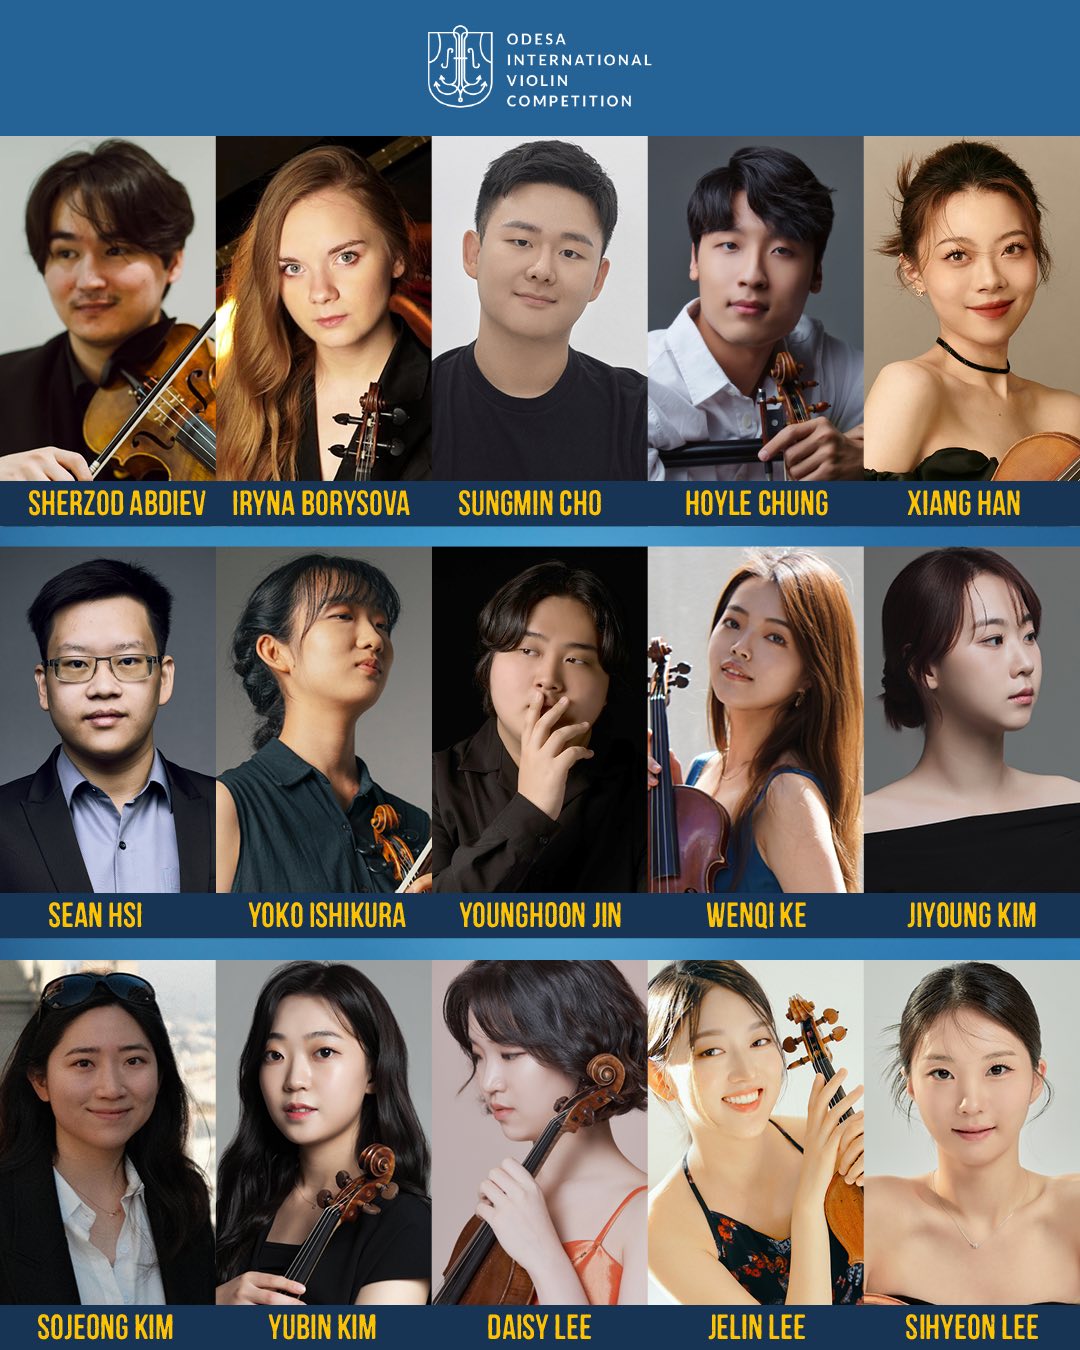 ODESA
INTERNATIONAL
VIOLIN
COMPETITION
SHERZOD ABDIEV
IRYNA BORYSOVA
SUNGMIN CHO
HOYLE CHUNG
XIANG HAN
SEAN HSI
YOKO ISHIKURA
YOUNGHOON JIN
WENQI KE
JIYOUNG KIM
SOJEONG KIM
YUBIN KIM
DAISY LEE
JELIN LEE
SIHYEON LEE